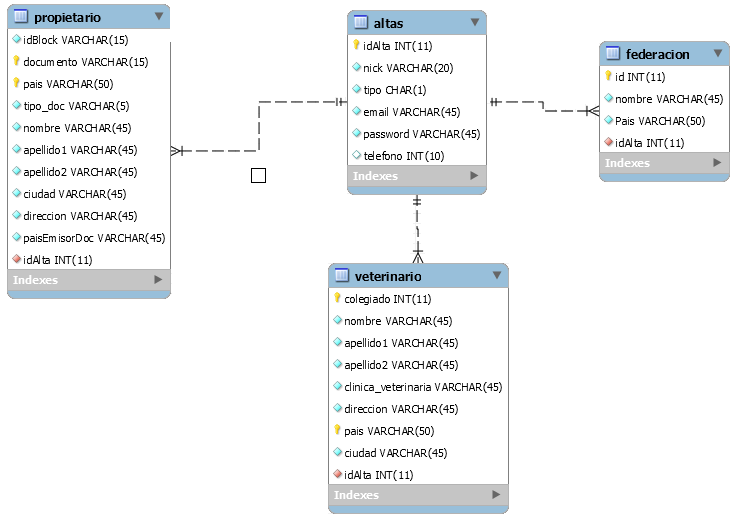 propietario
idBlock VARCHAR(15)
documento VARCHAR(15)
pais VARCHAR(50)
tipo_doc VARCHAR(5)
nombre VARCHAR(45)
apellido1 VARCHAR(45)
apellido2 VARCHAR(45)
ciudad VARCHAR(45)
direccion VARCHAR(45)
paisEmisorDoc VARCHAR(45)
idAlta INT(11)
Indexes
altas
idAlta INT(11)
nick VARCHAR(20)
tipo CHAR(1)
email VARCHAR(45)
password VARCHAR(45)
telefono INT(10)
Indexes
federacion
id INT(11)
nombre VARCHAR(45)
Pais VARCHAR(50)
idAlta INT(11)
Indexes
veterinario
colegiado INT(11)
nombre VARCHAR(45)
apellido1 VARCHAR(45)
apellido2 VARCHAR(45)
clinica_veterinaria VARCHAR(45)
direccion VARCHAR(45)
pais VARCHAR(50)
ciudad VARCHAR(45)
idAlta INT(11)
Indexes